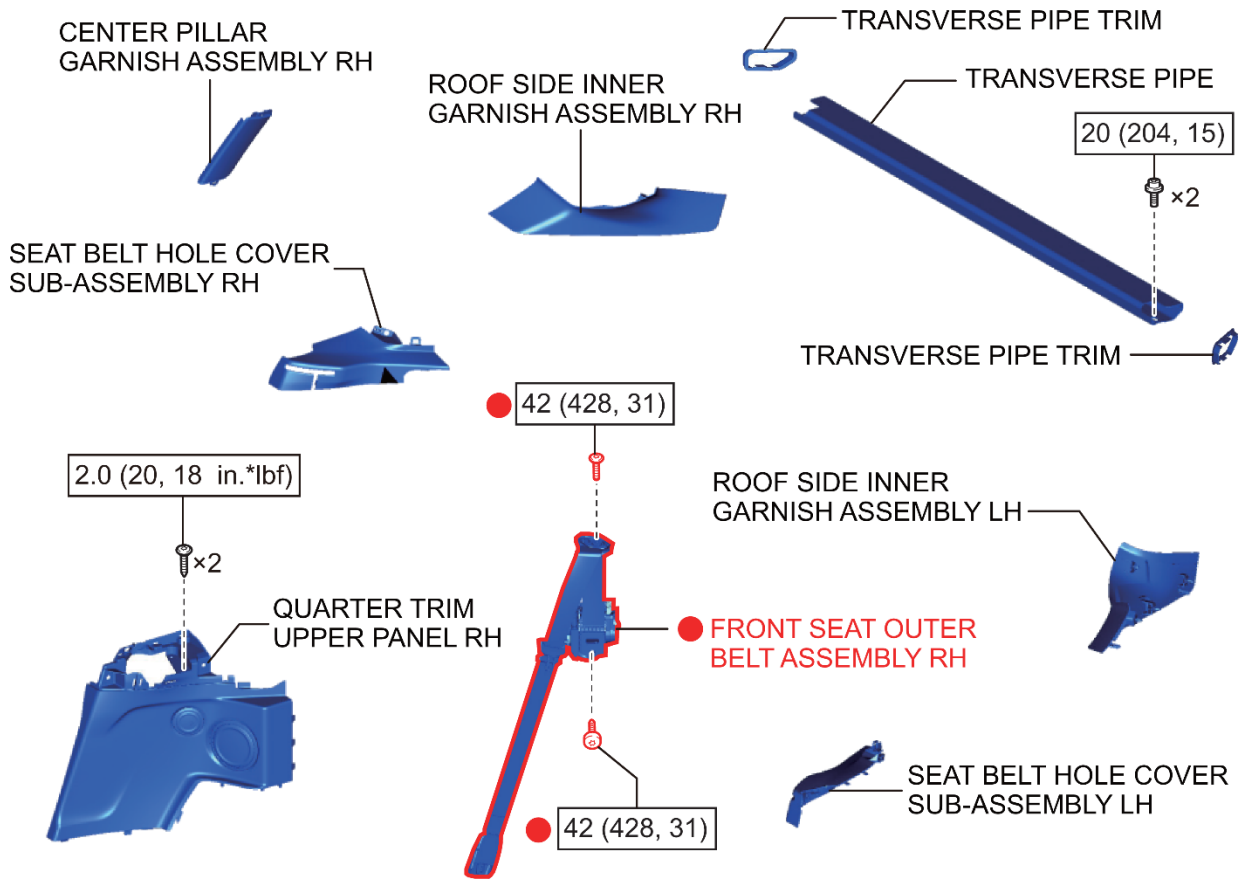 CENTER PILLAR
GARNISH ASSEMBLY RH
ROOF SIDE INNER
GARNISH ASSEMBLY RH
TRANSVERSE PIPE TRIM
TRANSVERSE PIPE
20 (204, 15)
×2
SEAT BELT HOLE COVER
SUB-ASSEMBLY RH
TRANSVERSE PIPE TRIM
42 (428, 31)
2.0 (20, 18 in.*lbf)
×2
QUARTER TRIM
UPPER PANEL RH
ROOF SIDE INNER
GARNISH ASSEMBLY LH
FRONT SEAT OUTER
BELT ASSEMBLY RH
42 (428, 31)
SEAT BELT HOLE COVER
SUB-ASSEMBLY LH